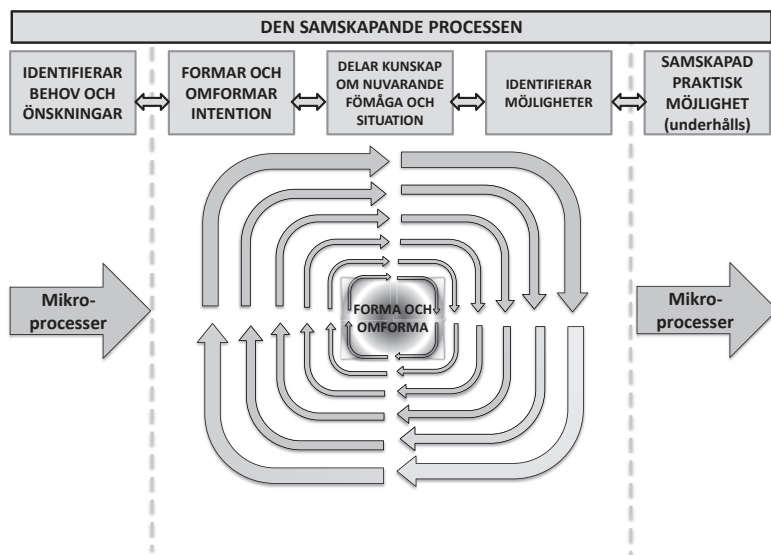 DEN SAMSKAPANDE PROCESSEN
IDENTIFIERAR
BEHOV OCH
ÖNSKNINGAR
FORMAR OCH
OMFORMAR
INTENTION
DELAR KUNSKAP
OM NUVARANDE
FÖMÅGA OCH
SITUATION
IDENTIFIERAR
MÖJLIGHETER
SAMSKAPAD
PRAKTISK
MÖJLIGHET
(underhålls)
Mikro-
processer
FORMA OCH
OMFORMA
Mikro-
processer